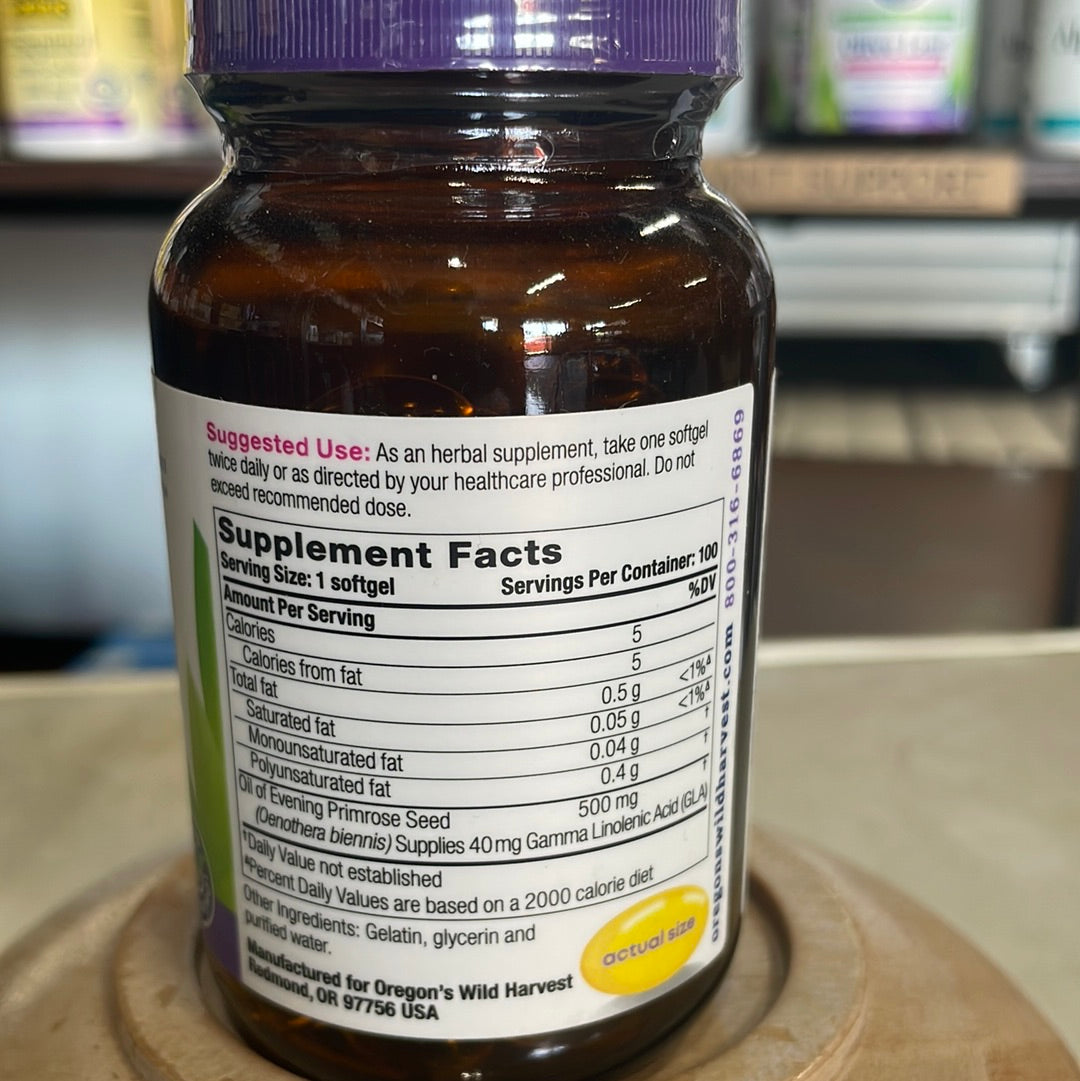 SUPPORT
Suggested Use: As an herbal supplement, take one softgel
twice daily or as directed by your healthcare professional. Do not
exceed recommended dose.
Supplement Facts
Serving Size: 1 softgel Servings Per Container: 100
Amount Per Serving %DV
Calories 5
Calories from fat 5
Total fat 0.5 g <1%▵
Saturated fat 0.05 g <1%▵
Monounsaturated fat 0.04 g †
Polyunsaturated fat 0.4 g †
Oil of Evening Primrose Seed 500 mg †
(Oenothera biennis) Supplies 40 mg Gamma Linolenic Acid (GLA)
†Daily Value not established
▵Percent Daily Values are based on a 2000 calorie diet
Other Ingredients: Gelatin, glycerin and
purified water.
Manufactured for Oregon's Wild Harvest
Redmond, OR 97756 USA
actual size
oregonswildharvest.com 800-316-6869